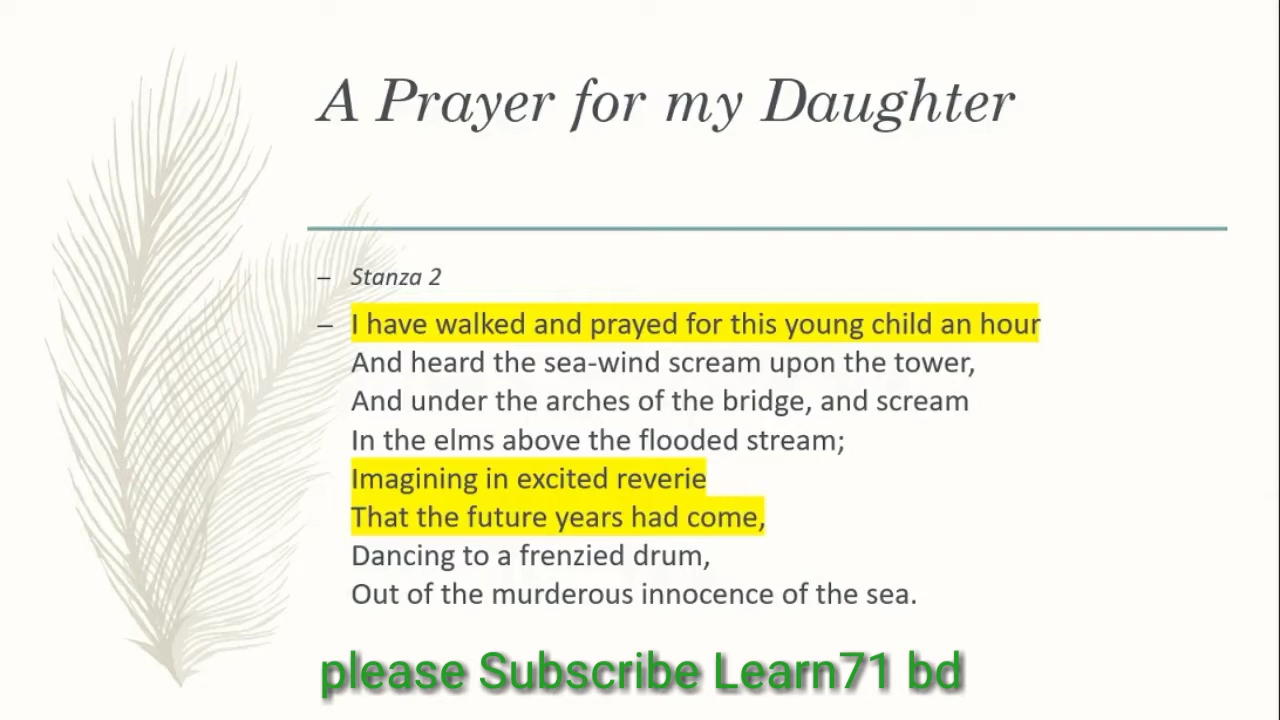 A Prayer for my Daughter
– Stanza 2
– I have walked and prayed for this young child an hour
And heard the sea-wind scream upon the tower,
And under the arches of the bridge, and scream
In the elms above the flooded stream;
Imagining in excited reverie
That the future years had come,
Dancing to a frenzied drum,
Out of the murderous innocence of the sea.
please Subscribe Learn71 bd